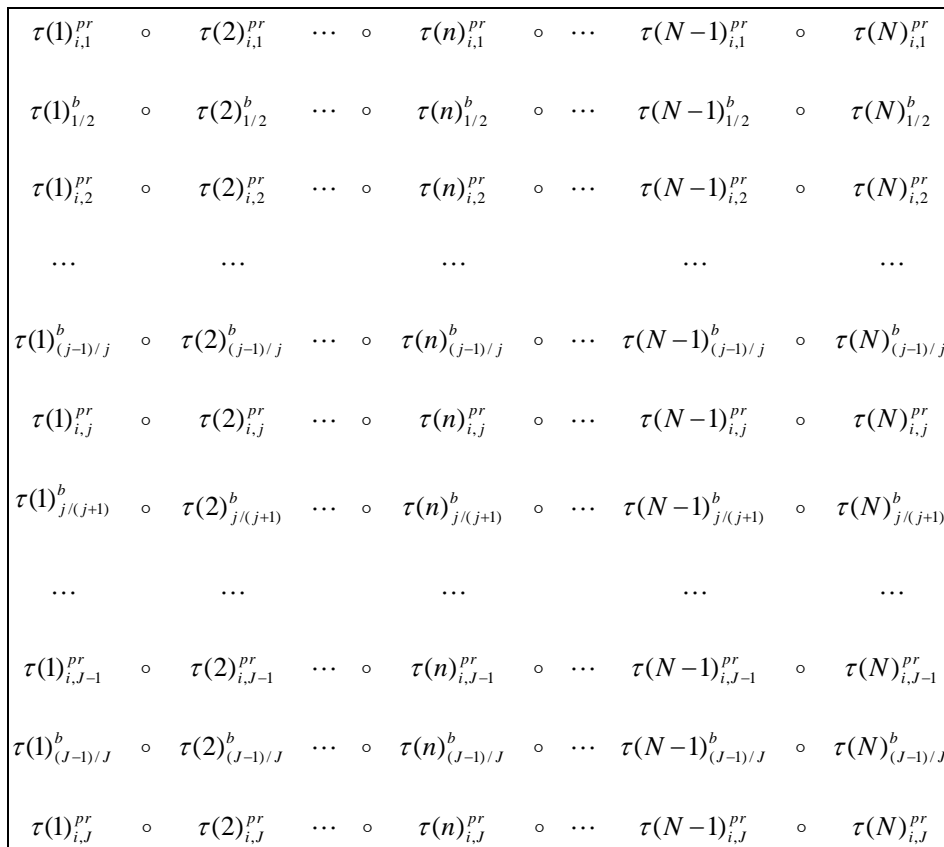 τ(1)^{pr}_{i,1} ∘ τ(2)^{pr}_{i,1} ⋯ ∘ τ(n)^{pr}_{i,1} ∘ ⋯ τ(N−1)^{pr}_{i,1} ∘ τ(N)^{pr}_{i,1}
τ(1)^{b}_{1/2} ∘ τ(2)^{b}_{1/2} ⋯ ∘ τ(n)^{b}_{1/2} ∘ ⋯ τ(N−1)^{b}_{1/2} ∘ τ(N)^{b}_{1/2}
τ(1)^{pr}_{i,2} ∘ τ(2)^{pr}_{i,2} ⋯ ∘ τ(n)^{pr}_{i,2} ∘ ⋯ τ(N−1)^{pr}_{i,2} ∘ τ(N)^{pr}_{i,2}
⋯ ⋯ ⋯ ⋯ ⋯
τ(1)^{b}_{(j−1)/j} ∘ τ(2)^{b}_{(j−1)/j} ⋯ ∘ τ(n)^{b}_{(j−1)/j} ∘ ⋯ τ(N−1)^{b}_{(j−1)/j} ∘ τ(N)^{b}_{(j−1)/j}
τ(1)^{pr}_{i,j} ∘ τ(2)^{pr}_{i,j} ⋯ ∘ τ(n)^{pr}_{i,j} ∘ ⋯ τ(N−1)^{pr}_{i,j} ∘ τ(N)^{pr}_{i,j}
τ(1)^{b}_{j/(j+1)} ∘ τ(2)^{b}_{j/(j+1)} ⋯ ∘ τ(n)^{b}_{j/(j+1)} ∘ ⋯ τ(N−1)^{b}_{j/(j+1)} ∘ τ(N)^{b}_{j/(j+1)}
⋯ ⋯ ⋯ ⋯ ⋯
τ(1)^{pr}_{i,J−1} ∘ τ(2)^{pr}_{i,J−1} ⋯ ∘ τ(n)^{pr}_{i,J−1} ∘ ⋯ τ(N−1)^{pr}_{i,J−1} ∘ τ(N)^{pr}_{i,J−1}
τ(1)^{b}_{(J−1)/J} ∘ τ(2)^{b}_{(J−1)/J} ⋯ ∘ τ(n)^{b}_{(J−1)/J} ∘ ⋯ τ(N−1)^{b}_{(J−1)/J} ∘ τ(N)^{b}_{(J−1)/J}
τ(1)^{pr}_{i,J} ∘ τ(2)^{pr}_{i,J} ⋯ ∘ τ(n)^{pr}_{i,J} ∘ ⋯ τ(N−1)^{pr}_{i,J} ∘ τ(N)^{pr}_{i,J}